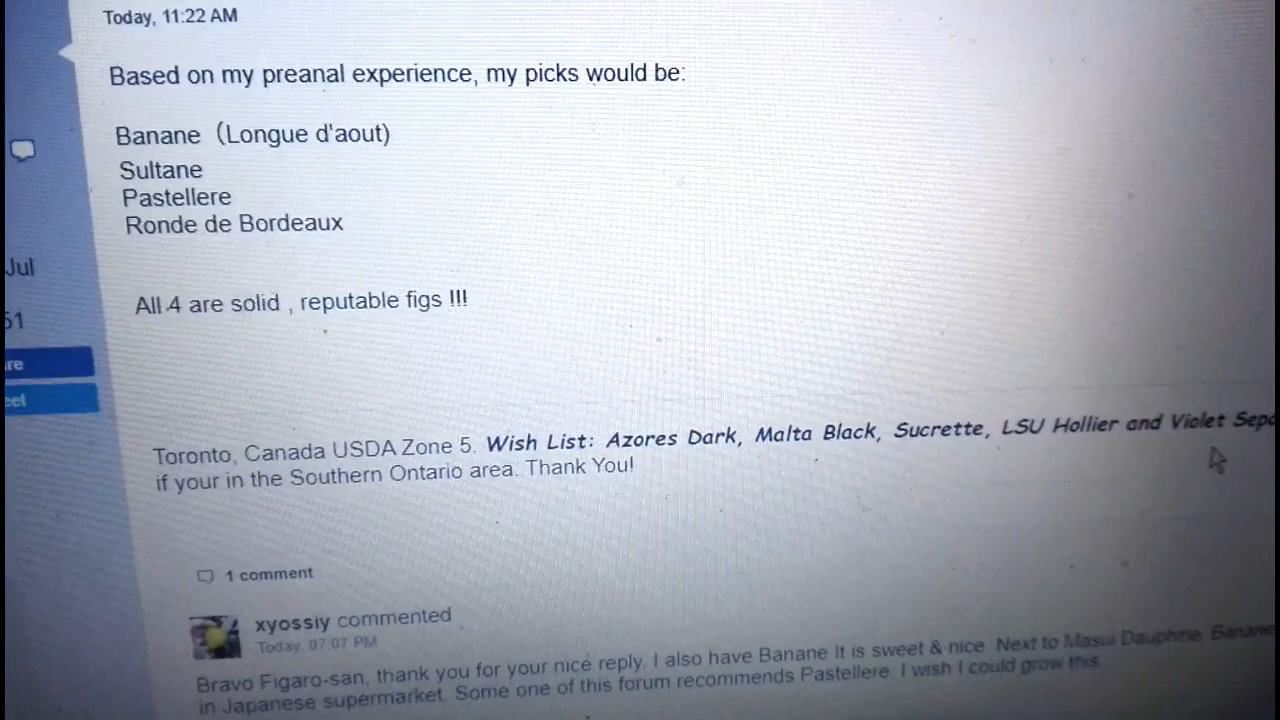 Today, 11:22 AM
Based on my preanal experience, my picks would be:
Banane (Longue d'aout)
Sultane
Pastellere
Ronde de Bordeaux
Jul
All 4 are solid , reputable figs !!!
51
re
eet
Toronto, Canada USDA Zone 5. Wish List: Azores Dark, Malta Black, Sucrette, LSU Hollier and Violet Sepo
if your in the Southern Ontario area. Thank You!
1 comment
xyossiy commented
Today, 07:07 PM
Bravo Figaro-san, thank you for your nice reply. I also have Banane It is sweet & nice. Next to Masui Dauphine, Banane
in Japanese supermarket. Some one of this forum recommends Pastellere. I wish I could grow this.